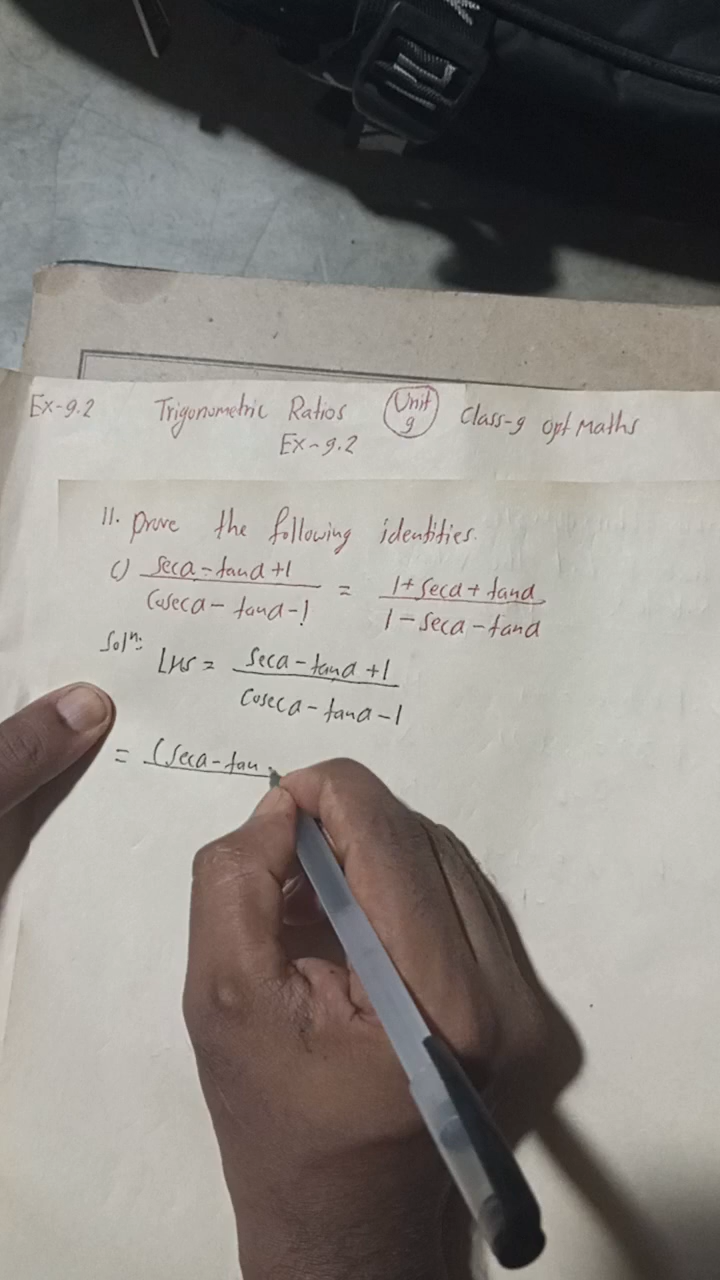 Ex-9.2 Trigonometric Ratios Unit 9 Class-9 opt Maths
Ex-9.2
11. prove the following identities.
c) seca - tana +1 / coseca - tana - 1 = 1 + seca + tana / 1 - seca - tana
Solⁿ: LHS = seca - tana +1 / coseca - tana - 1
= (seca - tan